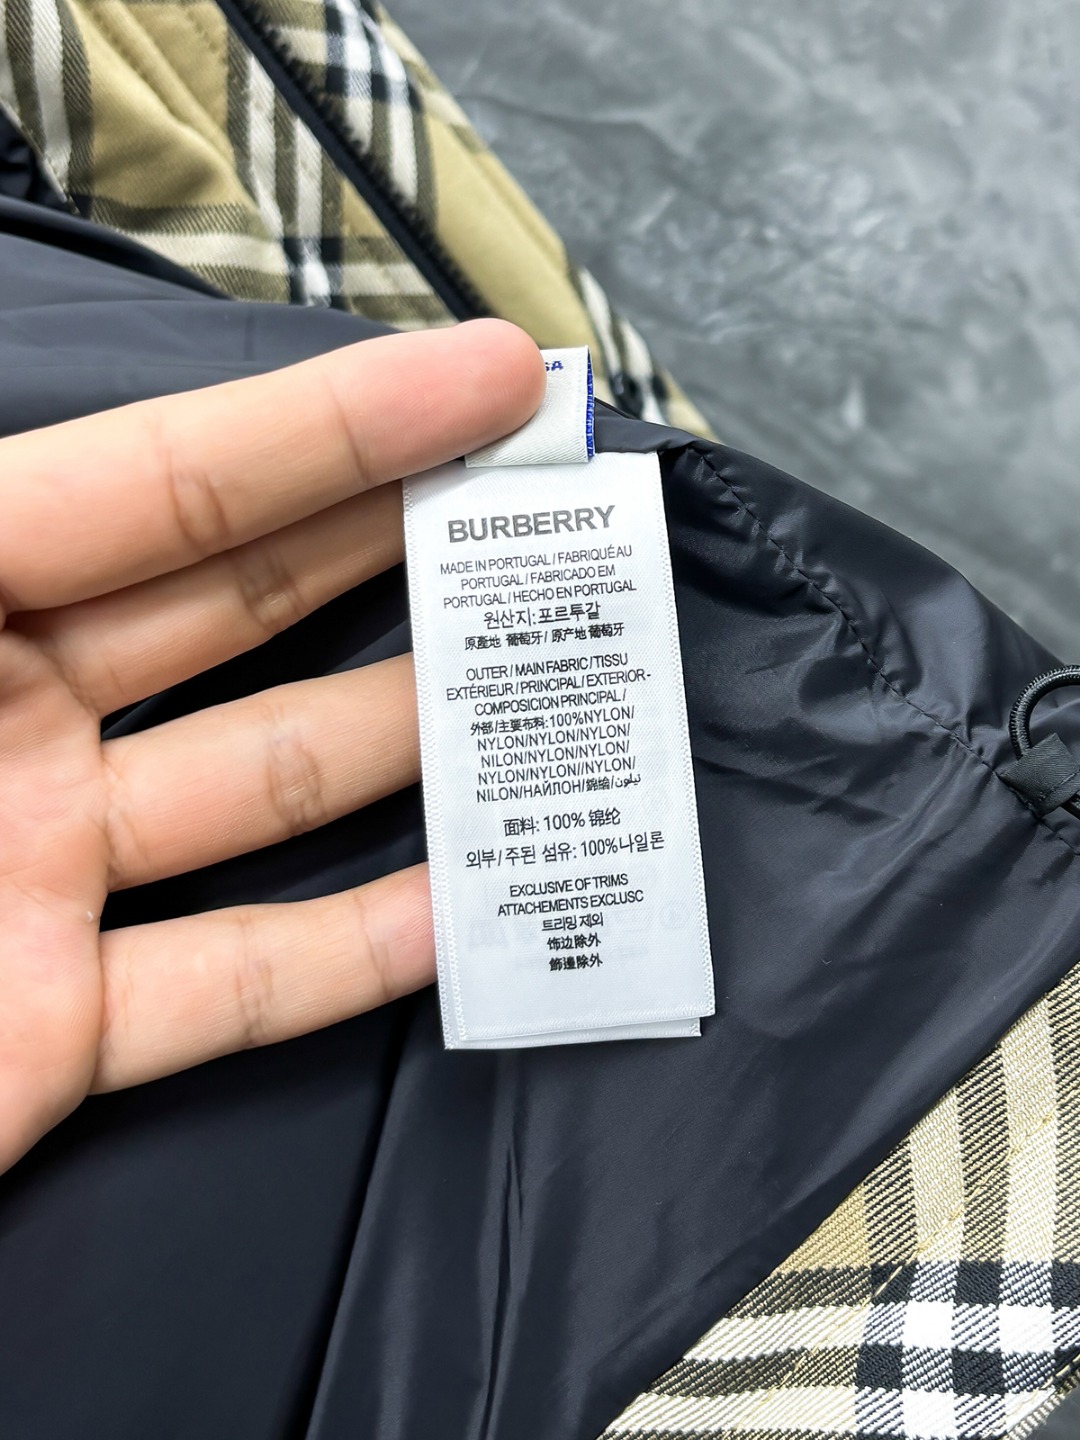 SA
BURBERRY
MADE IN PORTUGAL / FABRIQUÉ AU
PORTUGAL / FABRICADO EM
PORTUGAL / HECHO EN PORTUGAL
원산지: 포르투갈
原產地 葡萄牙 / 原产地 葡萄牙
OUTER / MAIN FABRIC / TISSU
EXTÉRIEUR / PRINCIPAL / EXTERIOR-
COMPOSICION PRINCIPAL /
外部/主要布料:100%NYLON/
NYLON/NYLON/NYLON/
NILON/NYLON/NYLON/
NYLON/NYLON//NYLON/
NILON/НАЙЛОН/錦綸/نيلون/
面料: 100% 锦纶
외부/주된 섬유: 100%나일론
EXCLUSIVE OF TRIMS
ATTACHEMENTS EXCLUSC
트리밍 제외
饰边除外
飾邊除外